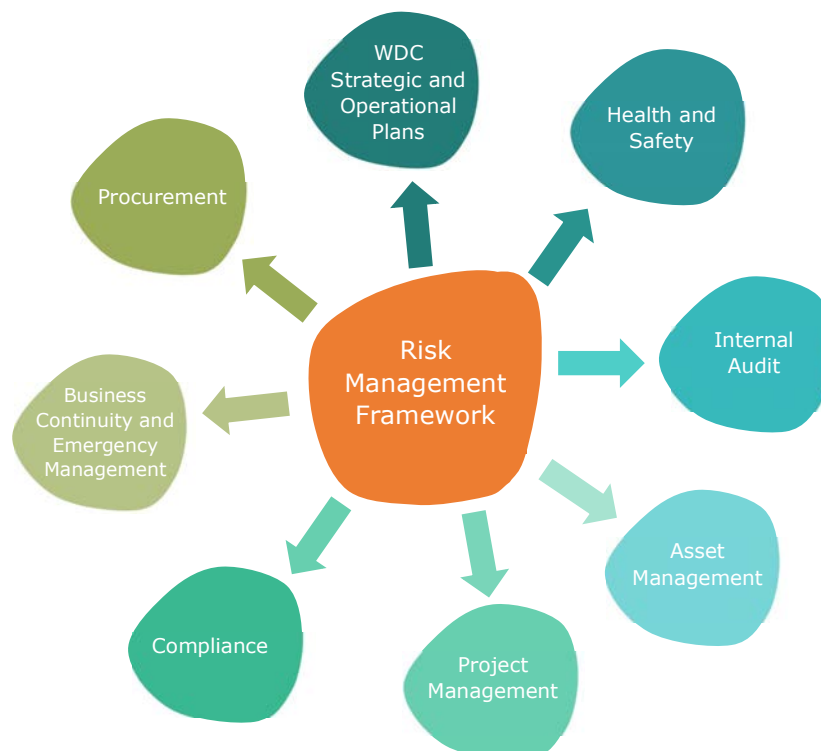 WDC
Strategic and
Operational
Plans
Health and
Safety
Procurement
Internal
Audit
Risk
Management
Framework
Business
Continuity and
Emergency
Management
Asset
Management
Compliance
Project
Management